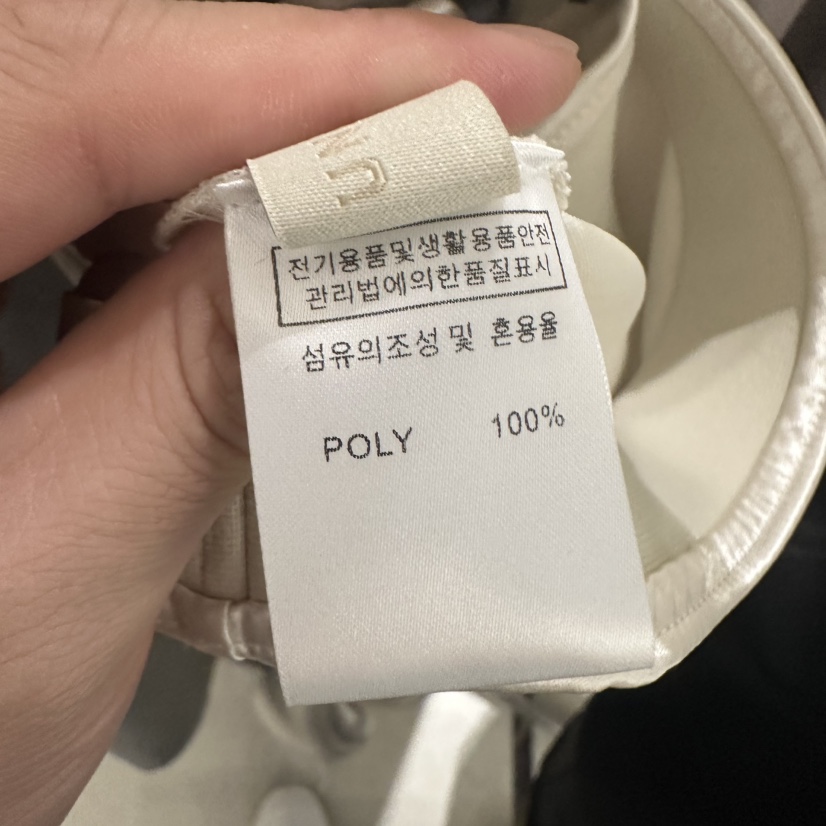 전기용품및생활용품안전
관리법에의한품질표시
섬유의조성 및 혼용율
POLY 100%